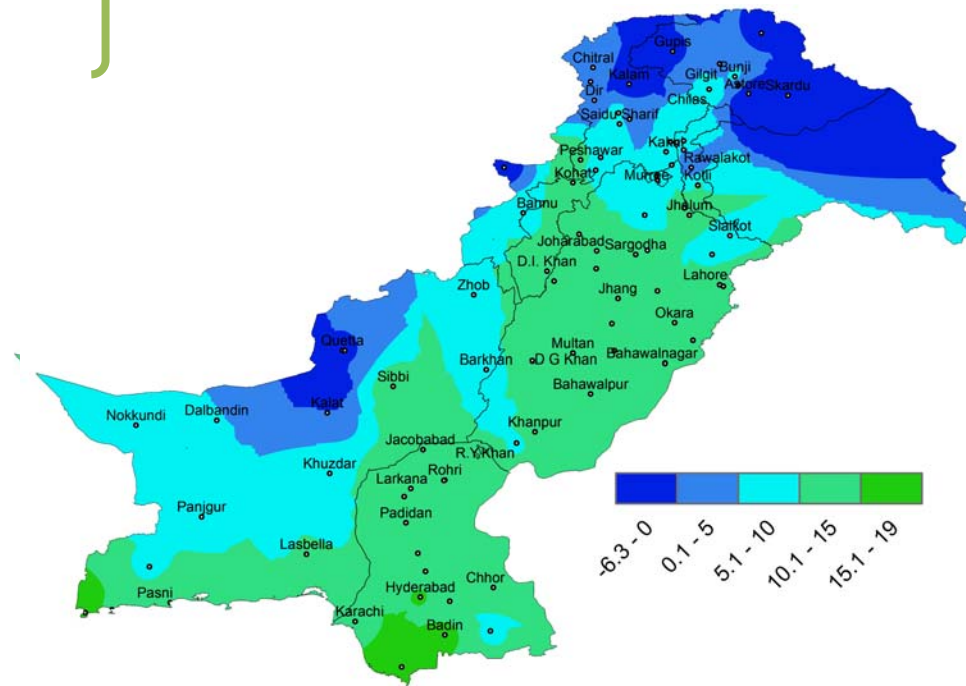 J
Gupis
Chitral
Bunji
Gilgit
Kalam
Astore
Skardu
Dir
Chilas
Saidu Sharif
Peshawar
Rawalakot
Kohat
Kotli
Bannu
Jhelum
Sialkot
Joharabad
Sargodha
D.I. Khan
Lahore
Zhob
Jhang
Okara
Quetta
Multan
Bahawalnagar
D G Khan
Barkhan
Sibbi
Bahawalpur
Kalat
Dalbandin
Nokkundi
Khanpur
Jacobabad
R.Y.Khan
Khuzdar
Rohri
Larkana
Panjgur
Padidan
Lasbella
Chhor
Hyderabad
Pasni
Karachi
Badin
-6.3 - 0
0.1 - 5
5.1 - 10
10.1 - 15
15.1 - 19